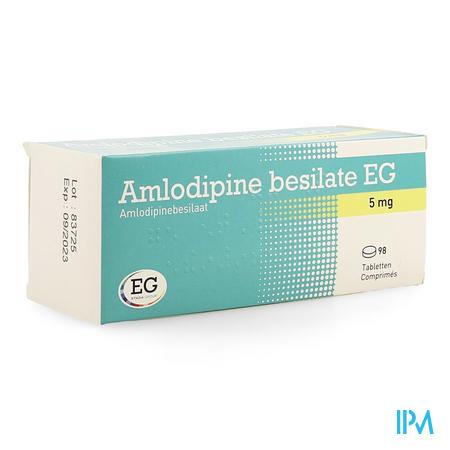 Lot : 83725
Exp : 09/2023
Amlodipine besilate EG
Amlodipinebesilaat
5 mg
98
Tabletten
Comprimés
EG
STADA GROUP
IPM